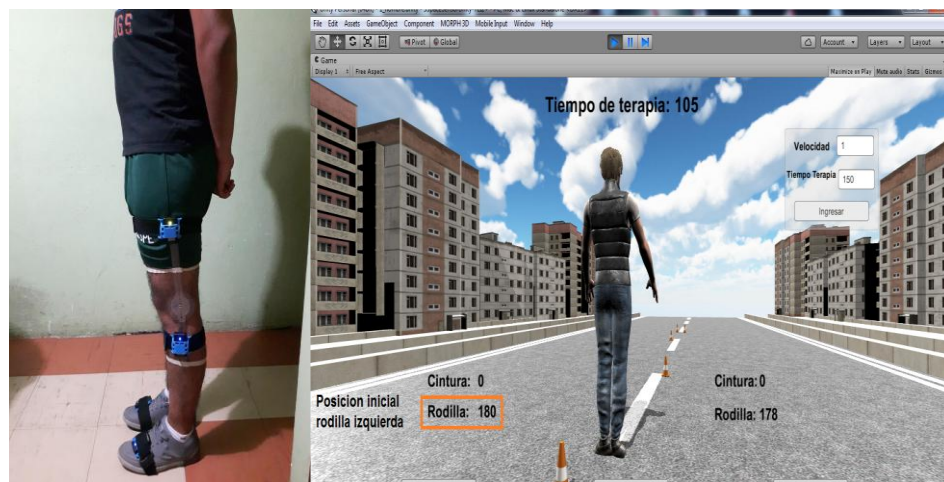 GS
File Edit Assets GameObject Component MORPH 3D Mobile Input Window Help
Pivot Global Account Layers Layout
Game
Display 1 Free Aspect Maximize on Play Mute audio Stats Gizmos
Tiempo de terapia: 105
Velocidad 1
Tiempo Terapia 150
Ingresar
Cintura: 0
Posicion inicial
rodilla izquierda
Rodilla: 180
Cintura: 0
Rodilla: 178